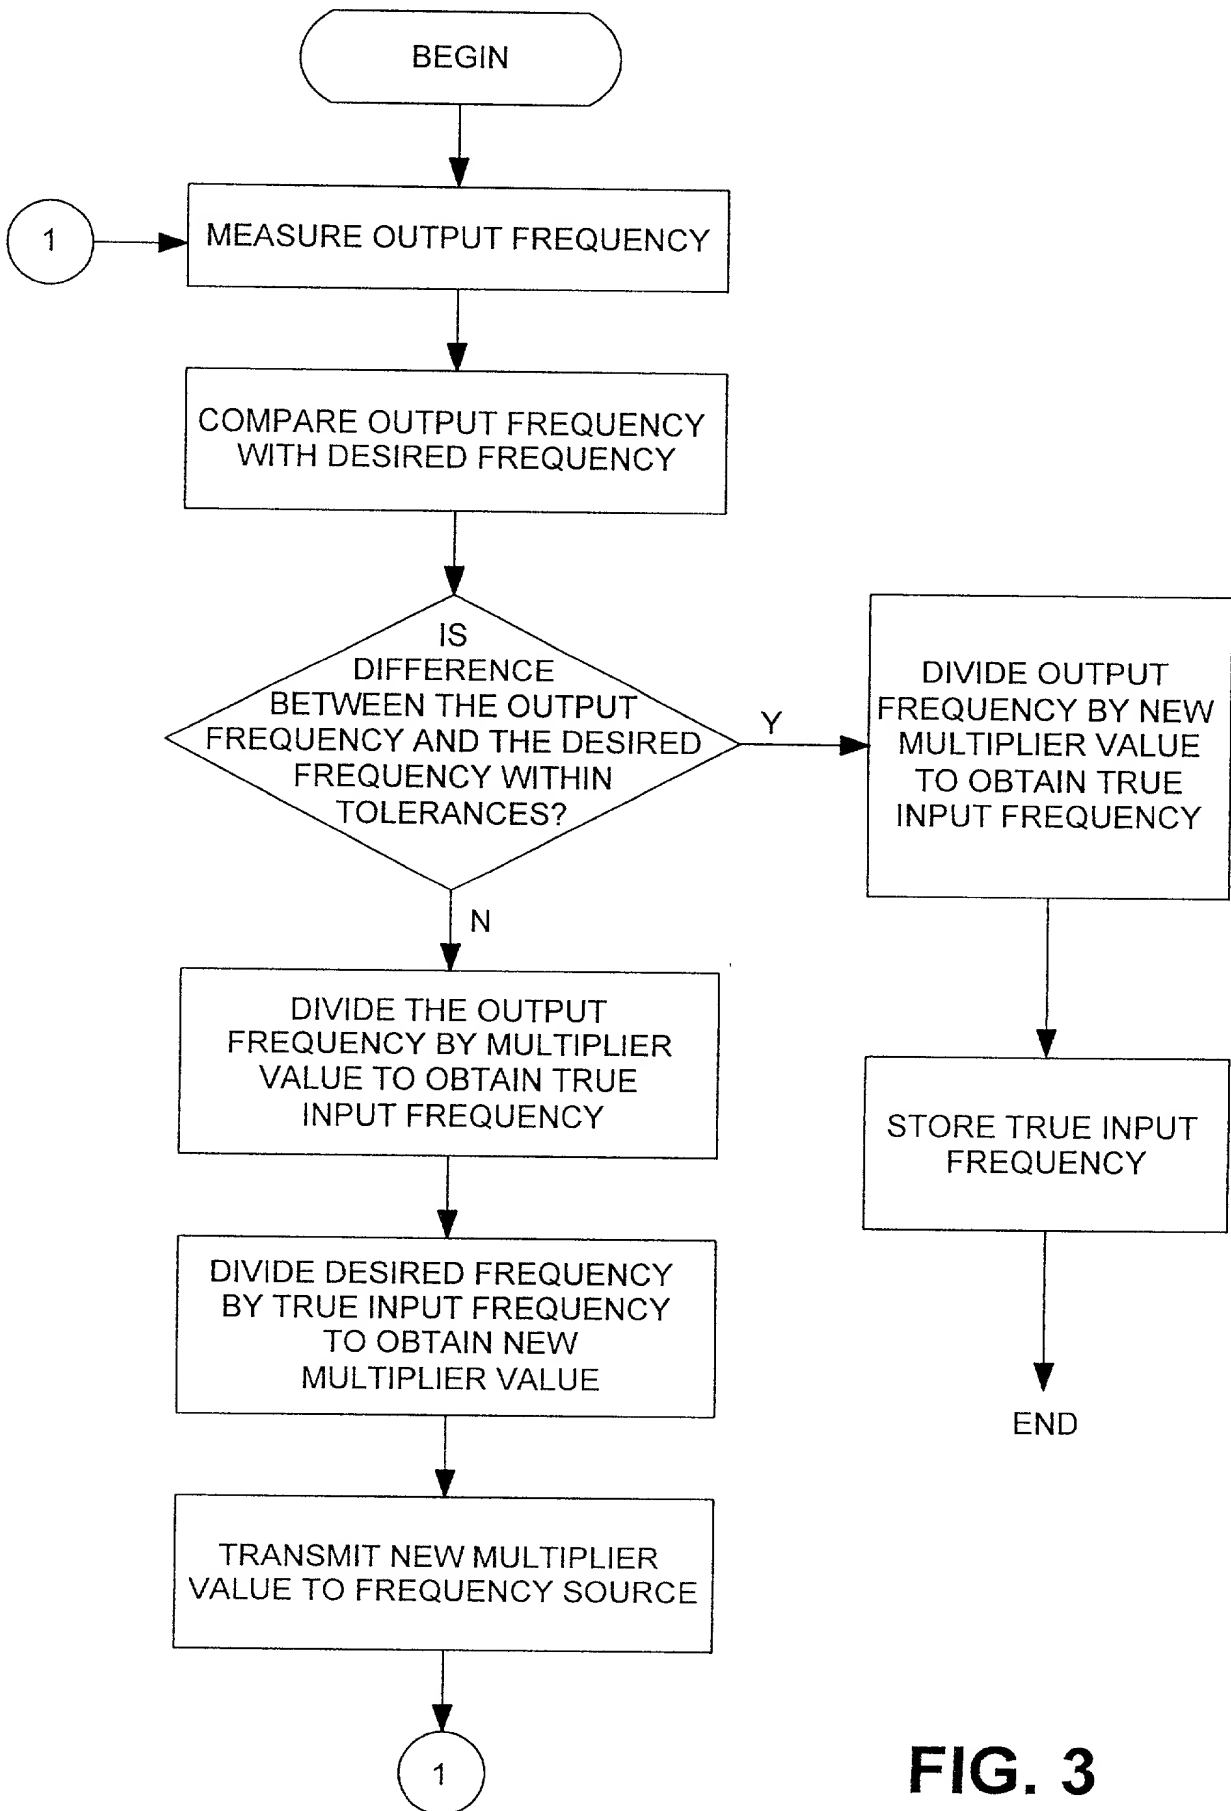 BEGIN
1
MEASURE OUTPUT FREQUENCY
COMPARE OUTPUT FREQUENCY
WITH DESIRED FREQUENCY
IS
DIFFERENCE
BETWEEN THE OUTPUT
FREQUENCY AND THE DESIRED
FREQUENCY WITHIN
TOLERANCES?
Y
DIVIDE OUTPUT
FREQUENCY BY NEW
MULTIPLIER VALUE
TO OBTAIN TRUE
INPUT FREQUENCY
N
DIVIDE THE OUTPUT
FREQUENCY BY MULTIPLIER
VALUE TO OBTAIN TRUE
INPUT FREQUENCY
STORE TRUE INPUT
FREQUENCY
DIVIDE DESIRED FREQUENCY
BY TRUE INPUT FREQUENCY
TO OBTAIN NEW
MULTIPLIER VALUE
END
TRANSMIT NEW MULTIPLIER
VALUE TO FREQUENCY SOURCE
1
FIG. 3